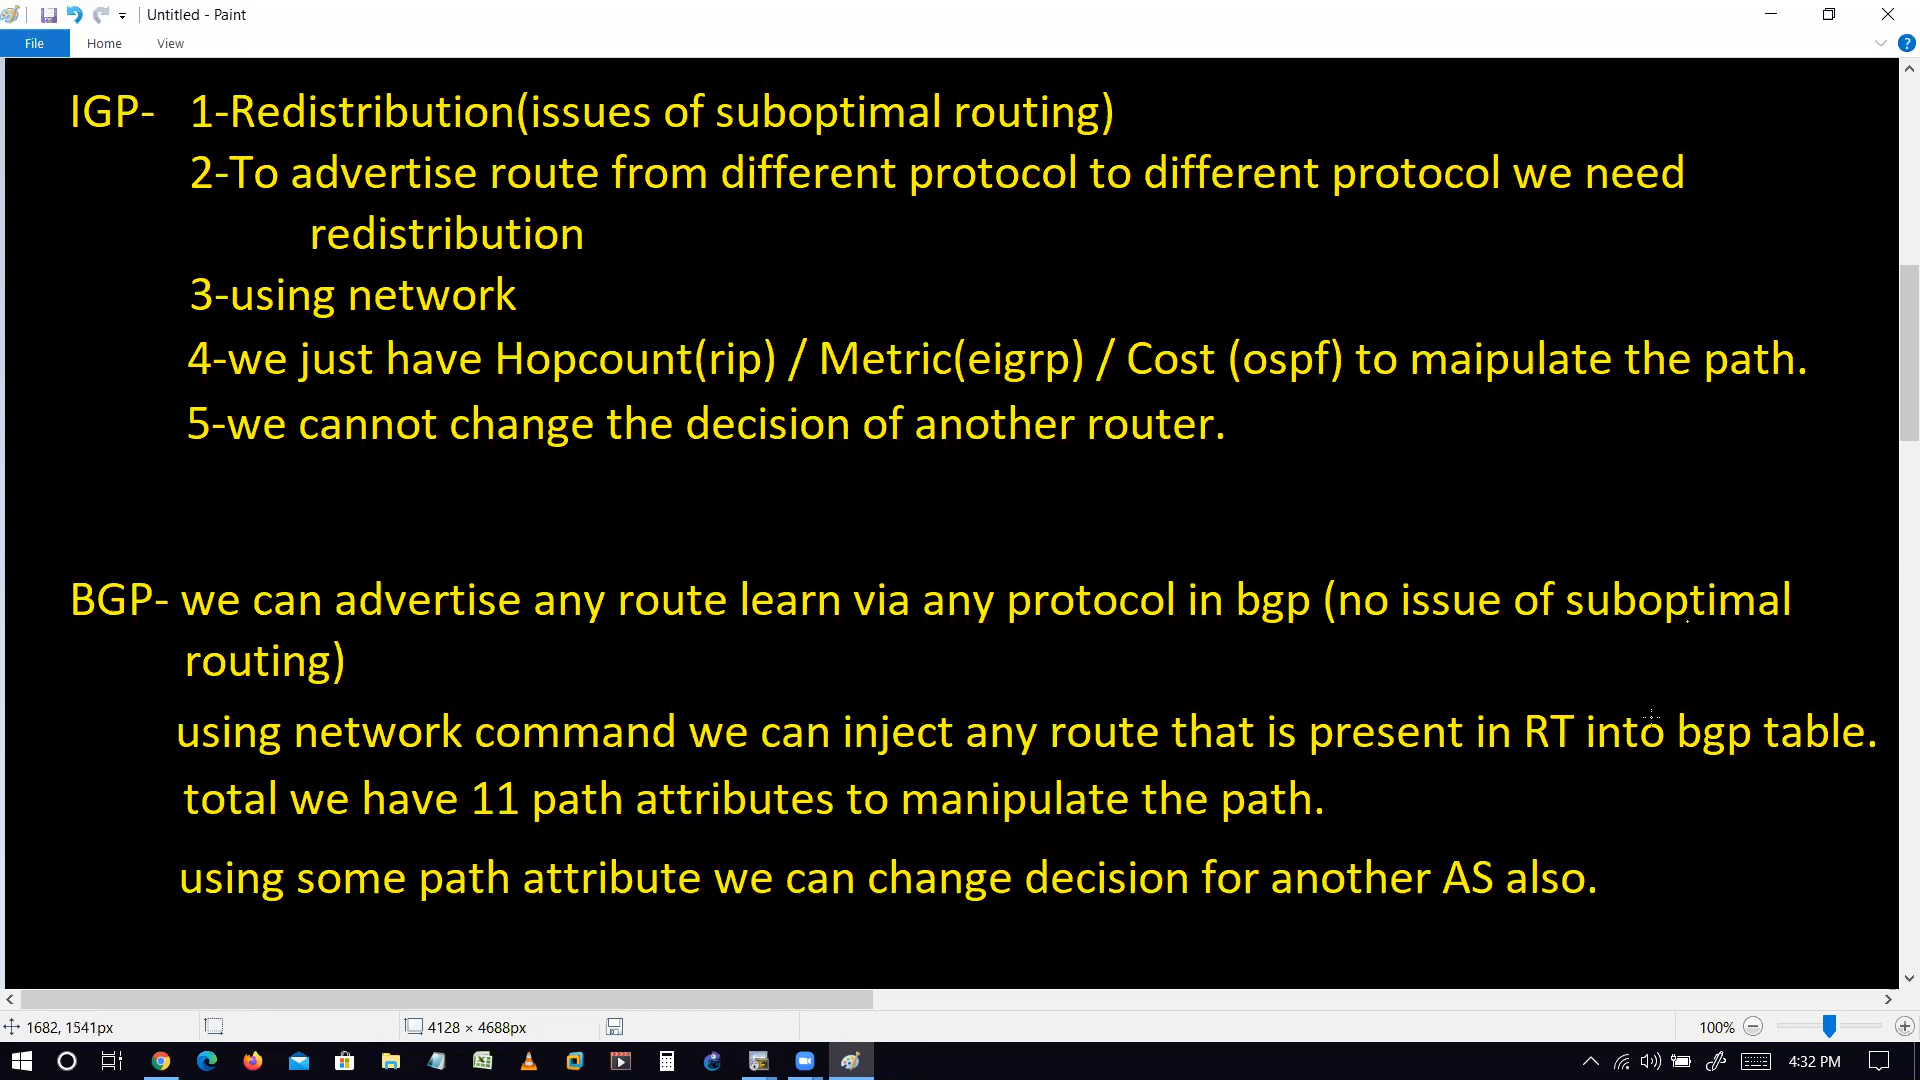 Untitled - Paint
File Home View
IGP- 1-Redistribution(issues of suboptimal routing)
2-To advertise route from different protocol to different protocol we need
redistribution
3-using network
4-we just have Hopcount(rip) / Metric(eigrp) / Cost (ospf) to maipulate the path.
5-we cannot change the decision of another router.
BGP- we can advertise any route learn via any protocol in bgp (no issue of suboptimal
routing)
using network command we can inject any route that is present in RT into bgp table.
total we have 11 path attributes to manipulate the path.
using some path attribute we can change decision for another AS also.
1682, 1541px 4128 × 4688px 100%
4:32 PM